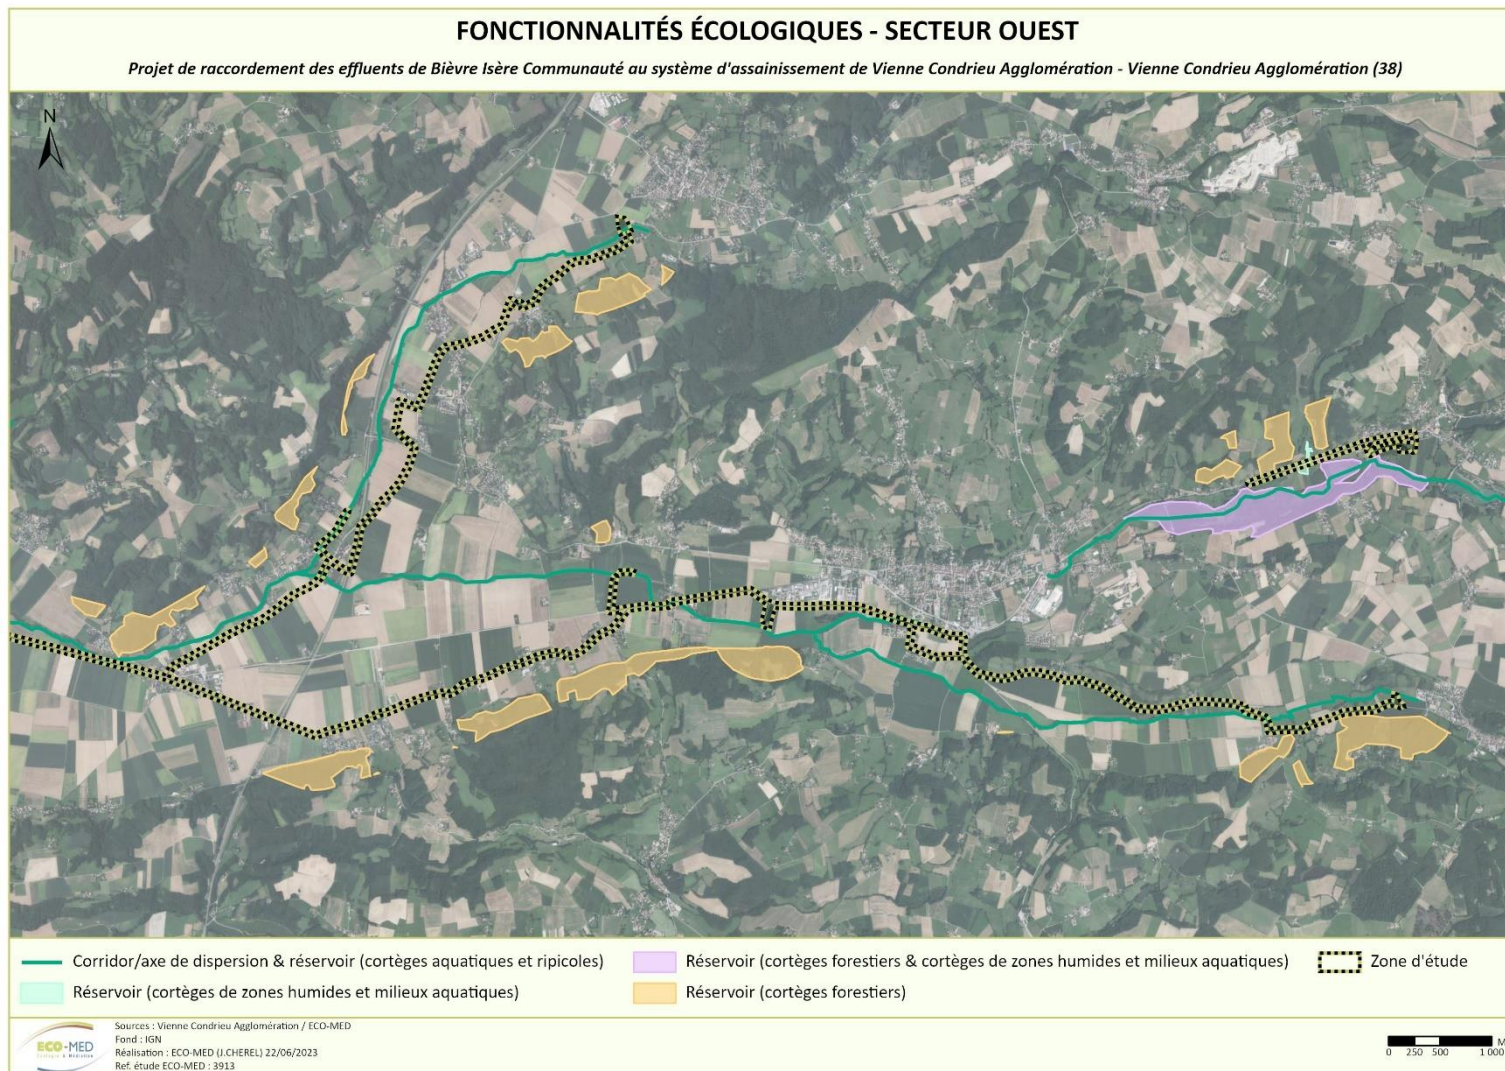 FONCTIONNALITÉS ÉCOLOGIQUES - SECTEUR OUEST
Projet de raccordement des effluents de Bièvre Isère Communauté au système d'assainissement de Vienne Condrieu Agglomération - Vienne Condrieu Agglomération (38)
N
Corridor/axe de dispersion & réservoir (cortèges aquatiques et ripicoles)
Réservoir (cortèges forestiers & cortèges de zones humides et milieux aquatiques)
Zone d'étude
Réservoir (cortèges de zones humides et milieux aquatiques)
Réservoir (cortèges forestiers)
ECO-MED
Écologie & Médiation
Sources : Vienne Condrieu Agglomération / ECO-MED
Fond : IGN
Réalisation : ECO-MED (J.CHEREL) 22/06/2023
Ref. étude ECO-MED : 3913
M
0 250 500 1 000